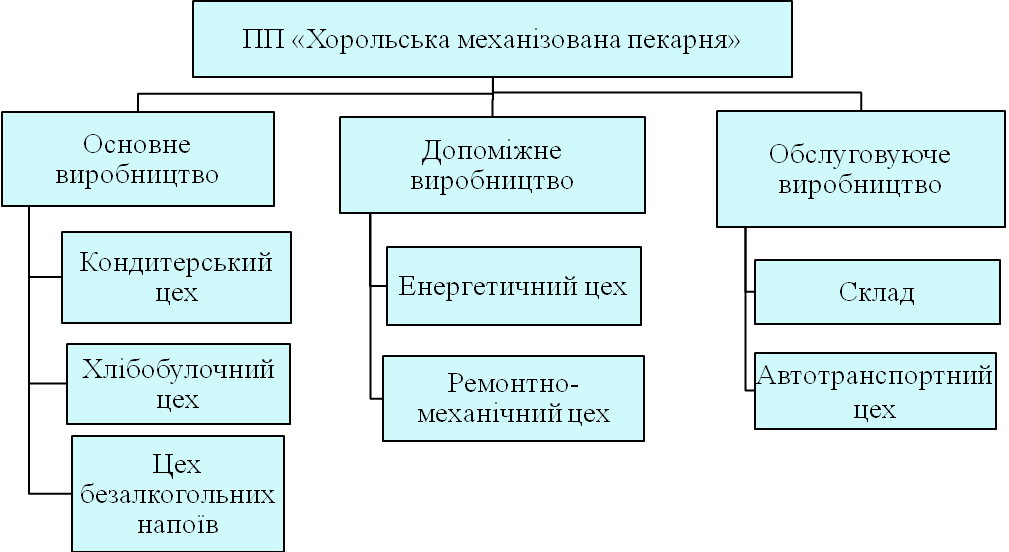 ПП «Хорольська механізована пекарня»
Основне
виробництво
Кондитерський
цех
Хлібобулочний
цех
Цех
безалкогольних
напоїв
Допоміжне
виробництво
Енергетичний цех
Ремонтно-
механічний цех
Обслуговуюче
виробництво
Склад
Автотранспортний
цех